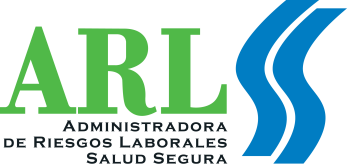 ARL
ADMINISTRADORA
DE RIESGOS LABORALES
SALUD SEGURA